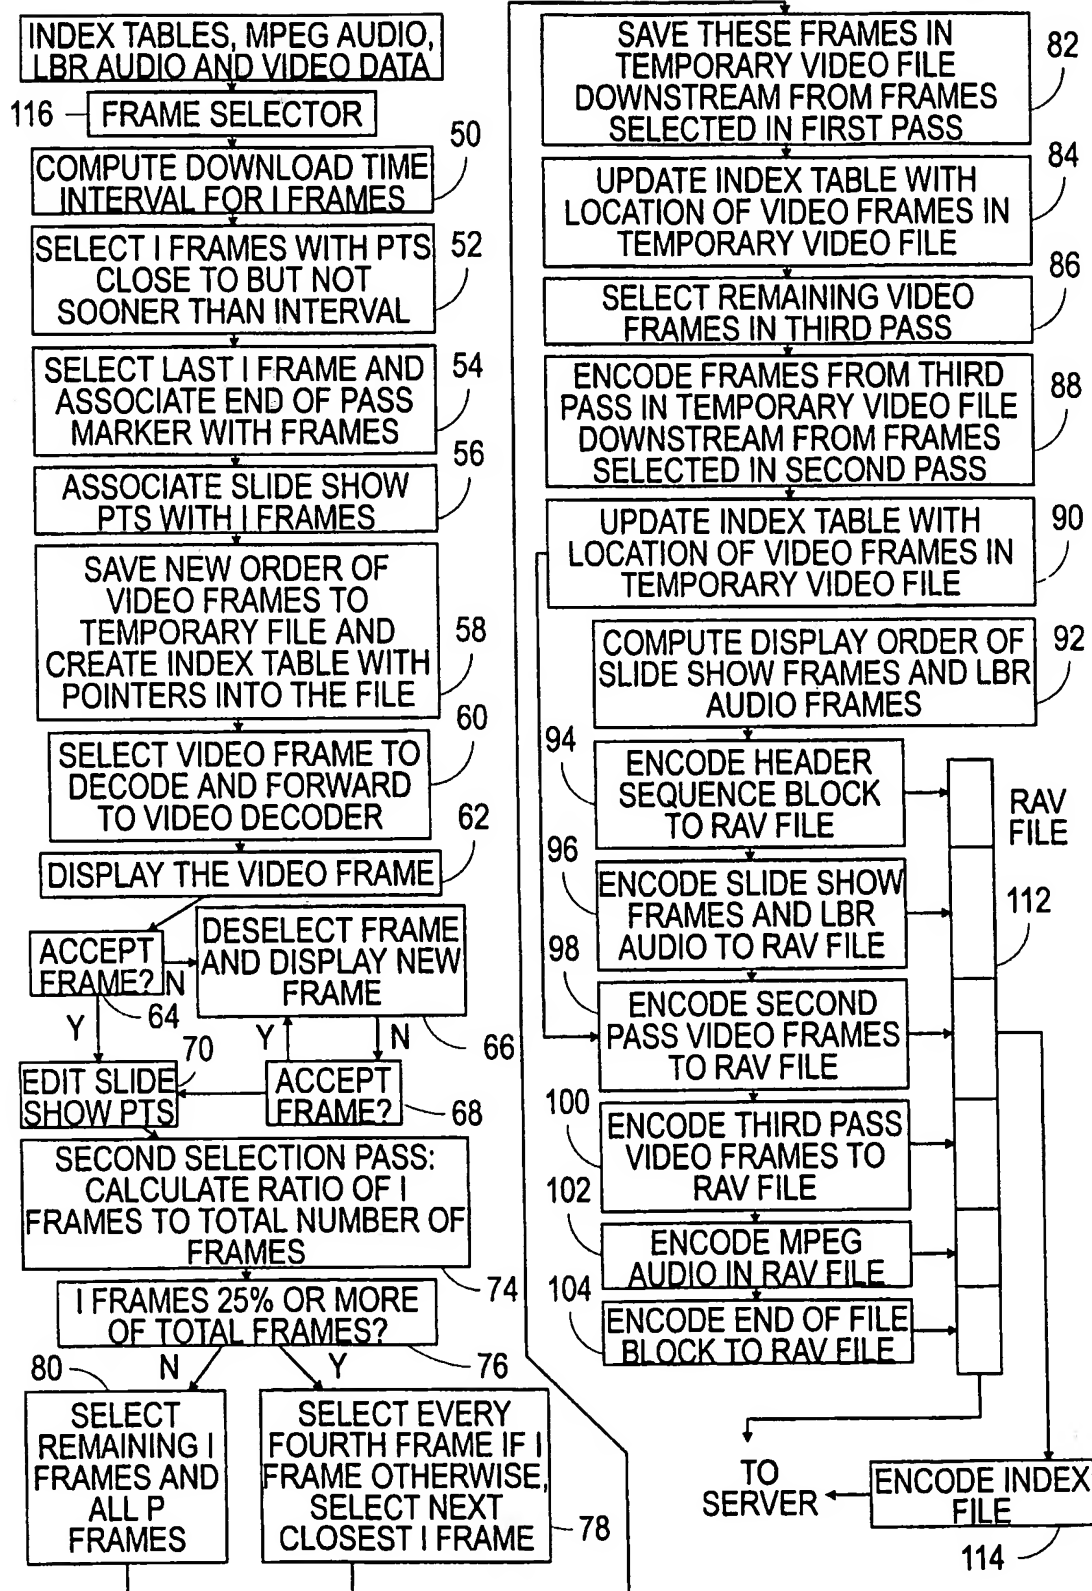 INDEX TABLES, MPEG AUDIO,
LBR AUDIO AND VIDEO DATA
116
FRAME SELECTOR
50
COMPUTE DOWNLOAD TIME
INTERVAL FOR I FRAMES
SELECT I FRAMES WITH PTS
CLOSE TO BUT NOT
SOONER THAN INTERVAL
52
SELECT LAST I FRAME AND
ASSOCIATE END OF PASS
MARKER WITH FRAMES
54
56
ASSOCIATE SLIDE SHOW
PTS WITH I FRAMES
SAVE NEW ORDER OF
VIDEO FRAMES TO
TEMPORARY FILE AND
CREATE INDEX TABLE WITH
POINTERS INTO THE FILE
58
60
SELECT VIDEO FRAME TO
DECODE AND FORWARD
TO VIDEO DECODER
62
DISPLAY THE VIDEO FRAME
ACCEPT
FRAME?
N
64
Y
DESELECT FRAME
AND DISPLAY NEW
FRAME
66
Y
N
70
EDIT SLIDE
SHOW PTS
ACCEPT
FRAME?
68
SECOND SELECTION PASS:
CALCULATE RATIO OF I
FRAMES TO TOTAL NUMBER OF
FRAMES
74
I FRAMES 25% OR MORE
OF TOTAL FRAMES?
76
N
Y
80
SELECT
REMAINING I
FRAMES AND
ALL P
FRAMES
SELECT EVERY
FOURTH FRAME IF I
FRAME OTHERWISE,
SELECT NEXT
CLOSEST I FRAME
78
SAVE THESE FRAMES IN
TEMPORARY VIDEO FILE
DOWNSTREAM FROM FRAMES
SELECTED IN FIRST PASS
82
84
UPDATE INDEX TABLE WITH
LOCATION OF VIDEO FRAMES IN
TEMPORARY VIDEO FILE
86
SELECT REMAINING VIDEO
FRAMES IN THIRD PASS
ENCODE FRAMES FROM THIRD
PASS IN TEMPORARY VIDEO FILE
DOWNSTREAM FROM FRAMES
SELECTED IN SECOND PASS
88
UPDATE INDEX TABLE WITH
LOCATION OF VIDEO FRAMES IN
TEMPORARY VIDEO FILE
90
COMPUTE DISPLAY ORDER OF
SLIDE SHOW FRAMES AND LBR
AUDIO FRAMES
92
94
ENCODE HEADER
SEQUENCE BLOCK
TO RAV FILE
RAV
FILE
96
ENCODE SLIDE SHOW
FRAMES AND LBR
AUDIO TO RAV FILE
112
98
ENCODE SECOND
PASS VIDEO FRAMES
TO RAV FILE
100
ENCODE THIRD PASS
VIDEO FRAMES TO
RAV FILE
102
ENCODE MPEG
AUDIO IN RAV FILE
104
ENCODE END OF FILE
BLOCK TO RAV FILE
TO
SERVER
ENCODE INDEX
FILE
114